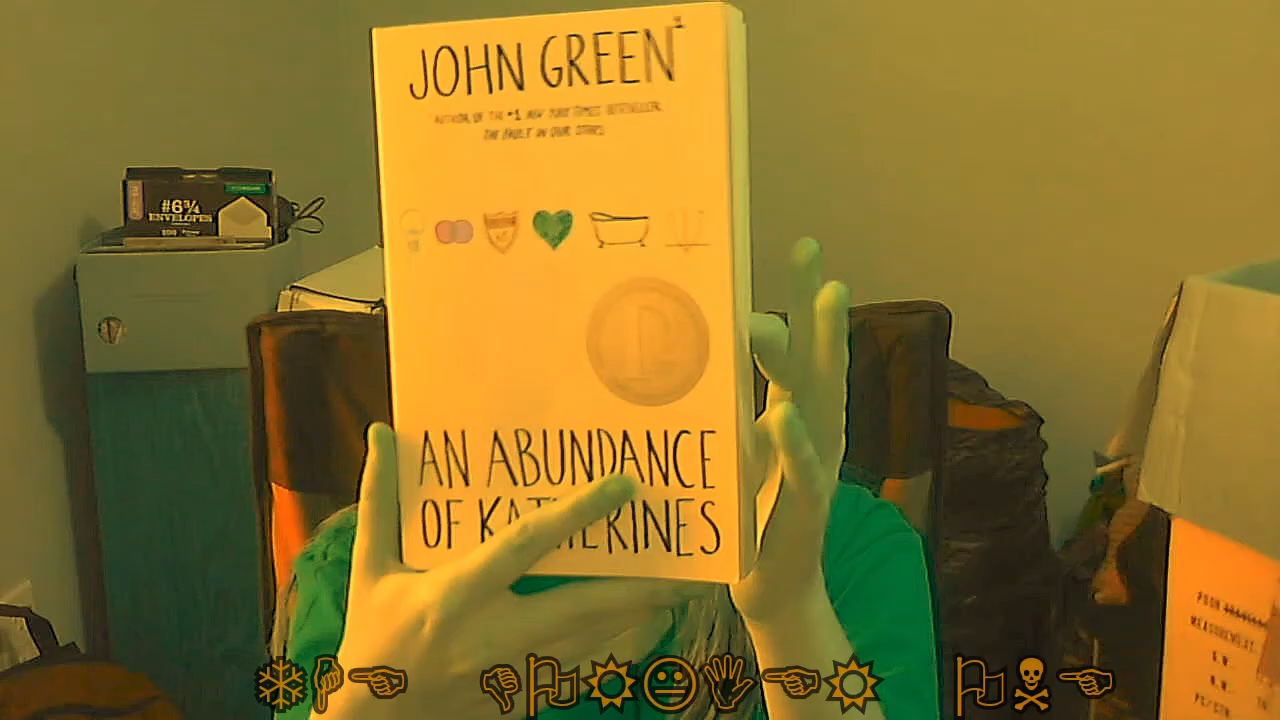 JOHN GREEN
AUTHOR OF THE #1 NEW YORK TIMES BESTSELLER
THE FAULT IN OUR STARS
#6¾
ENVELOPES
AN ABUNDANCE
OF KATHERINES
MEASUREMENT
G.W.
N.W.
❄☟☜ 👎⚐☼😐✋☜☼ ⚐☠☜